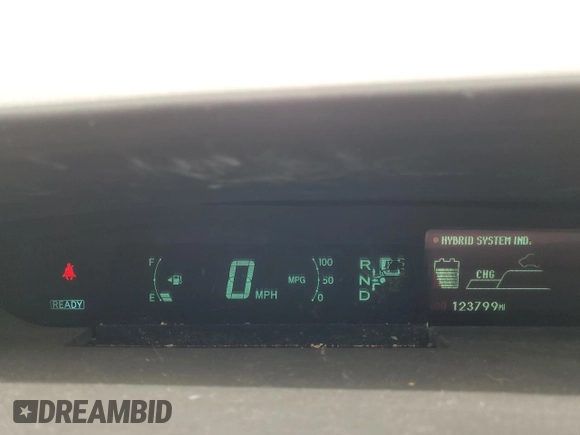 HYBRID SYSTEM IND.
F
E
READY
0 MPH
MPG
100
50
0
R
N
D
CHG
123799MI
DREAMBID